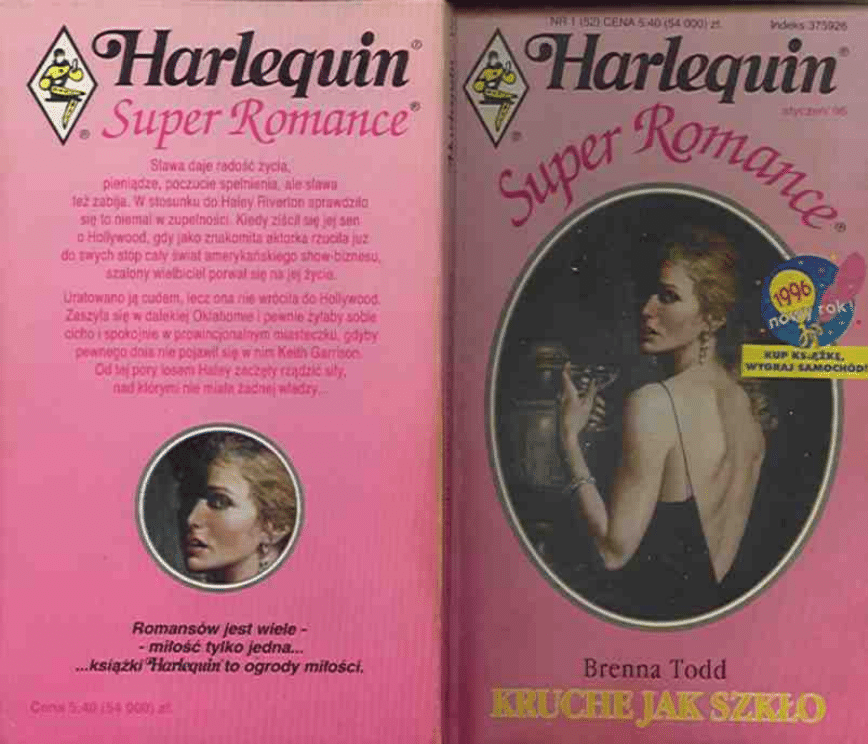 Harlequin®
Super Romance®
®
Sława daje radość życia,
pieniądze, poczucie spełnienia, ale sława
też zabija. W stosunku do Haley Riverton sprawdziło
się to niemal w zupełności. Kiedy ziścił się jej sen
o Hollywood, gdy jako znakomita aktorka rzuciła już
do swych stóp cały świat amerykańskiego show-biznesu,
szalony wielbiciel porwał się na jej życie.
Uratowano ją cudem, lecz ona nie wróciła do Hollywood.
Zaszyła się w dalekiej Oklahomie i pewnie żyłaby sobie
cicho i spokojnie w prowincjonalnym miasteczku, gdyby
pewnego dnia nie pojawił się w nim Keith Garrison.
Od tej pory losem Haley zaczęły rządzić siły,
nad którymi nie miała żadnej władzy...
Romansów jest wiele -
- miłość tylko jedna...
...książki Harlequin® to ogrody miłości.
Cena 5.40 (54 000) zł.
Harlequin
NR 1 (52) CENA 5.40 (54 000) zł.
Indeks 375926
Harlequin®
®
styczeń '96
Super Romance®
1996
nowy rok!
KUP KSIĄŻKĘ,
WYGRAJ SAMOCHÓD!
Brenna Todd
KRUCHE JAK SZKŁO